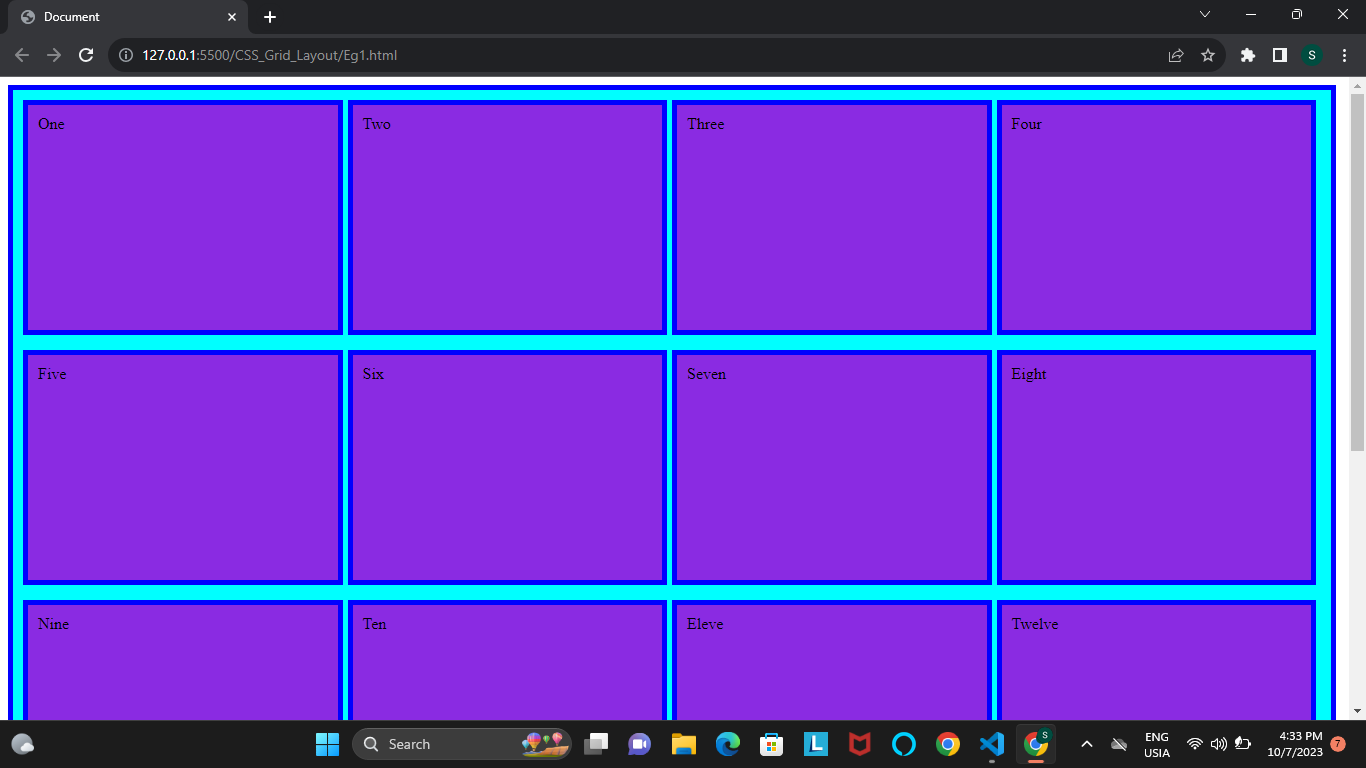 Document
127.0.0.1:5500/CSS_Grid_Layout/Eg1.html
S
One Two Three Four
Five Six Seven Eight
Nine Ten Eleve Twelve
Search
L
S
ENG
USIA
4:33 PM
10/7/2023
7